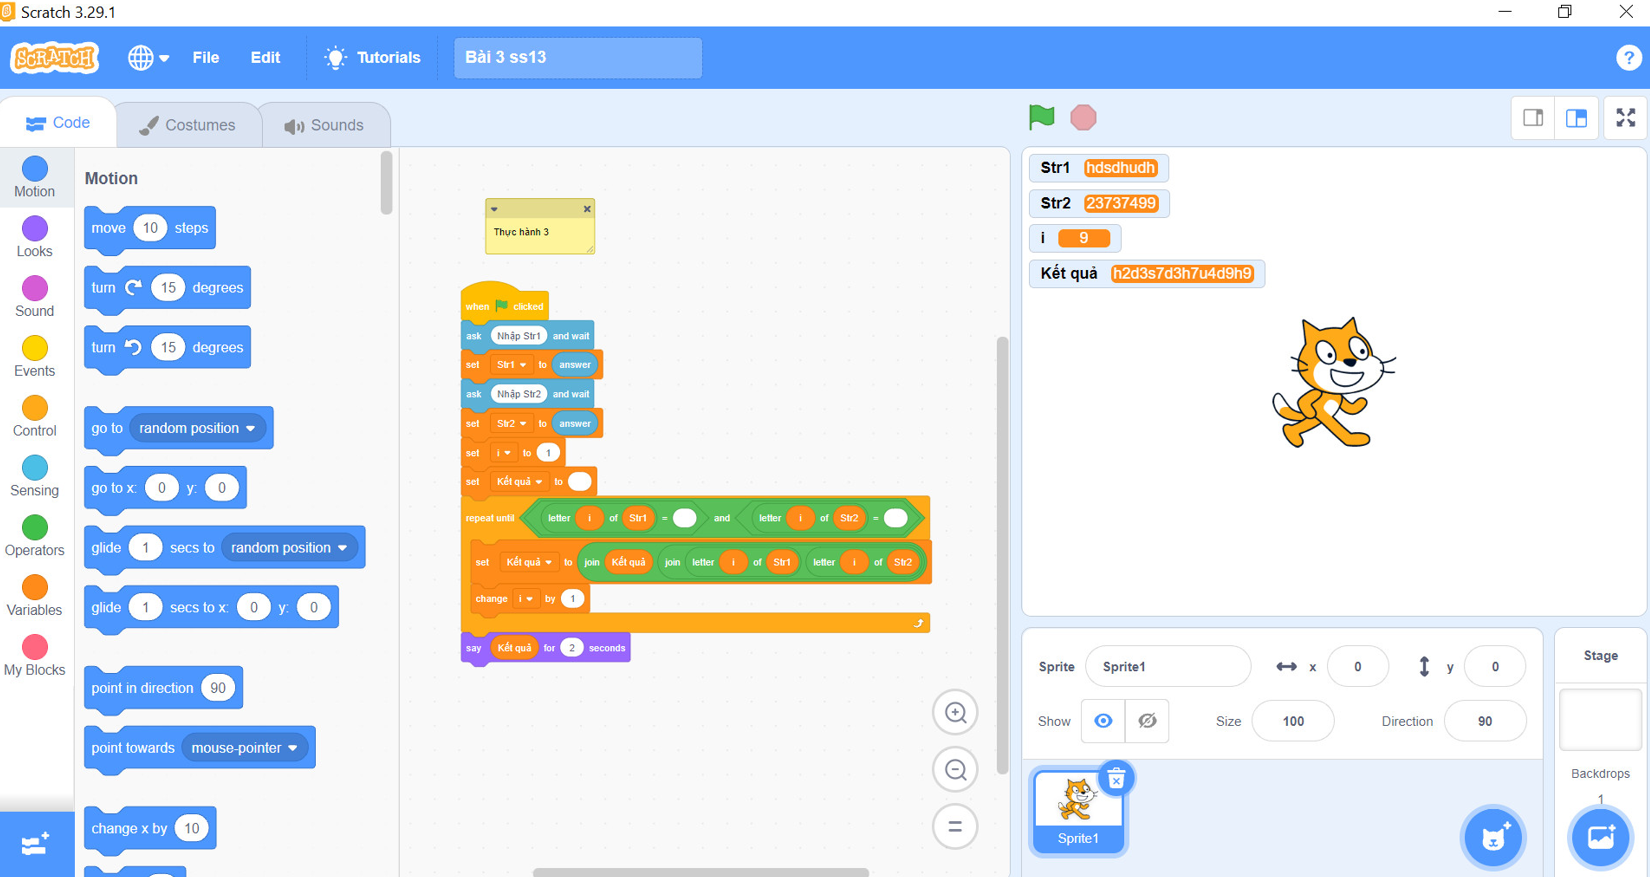 Scratch 3.29.1
SCRATCH File Edit Tutorials Bài 3 ss13 ?
Code Costumes Sounds
Motion
Looks
Sound
Events
Control
Sensing
Operators
Variables
My Blocks
Motion
move 10 steps
turn 15 degrees
turn 15 degrees
go to random position
go to x: 0 y: 0
glide 1 secs to random position
glide 1 secs to x: 0 y: 0
point in direction 90
point towards mouse-pointer
change x by 10
Thực hành 3
when clicked
ask Nhập Str1 and wait
set Str1 to answer
ask Nhập Str2 and wait
set Str2 to answer
set i to 1
set Kết quả to
repeat until letter i of Str1 = and letter i of Str2 =
set Kết quả to join Kết quả join letter i of Str1 letter i of Str2
change i by 1
say Kết quả for 2 seconds
Str1 hdsdhudh
Str2 23737499
i 9
Kết quả h2d3s7d3h7u4d9h9
Sprite Sprite1 x 0 y 0
Show Size 100 Direction 90
Sprite1
Stage
Backdrops
1